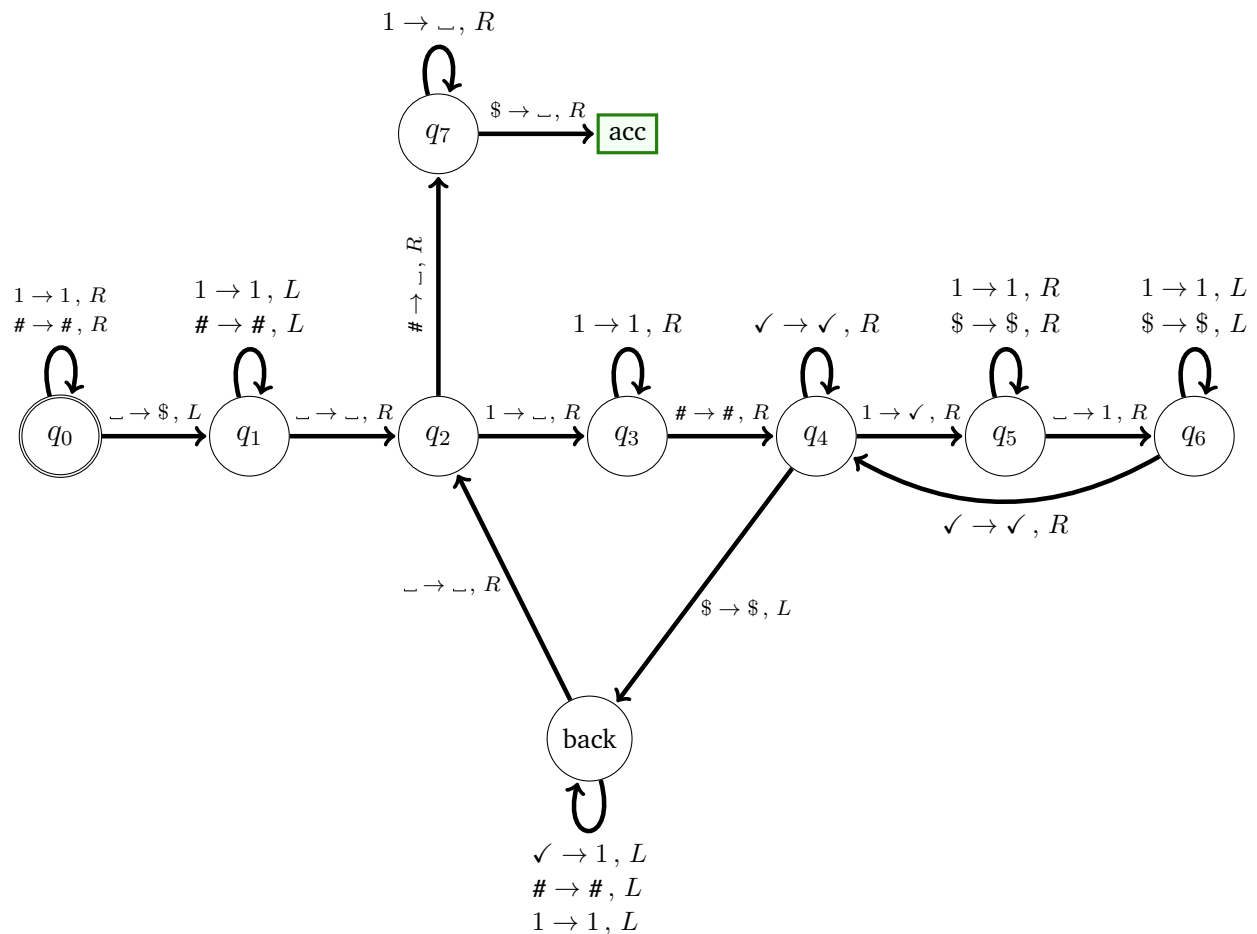 1 → ␣, R
$ → ␣, R
q7
acc
# → ␣, R
1 → 1, R
# → #, R
1 → 1, L
# → #, L
1 → 1, R
✓ → ✓, R
1 → 1, R
$ → $, R
1 → 1, L
$ → $, L
q0
␣ → $, L
q1
␣ → ␣, R
q2
1 → ␣, R
q3
# → #, R
q4
1 → ✓, R
q5
␣ → 1, R
q6
✓ → ✓, R
␣ → ␣, R
$ → $, L
back
✓ → 1, L
# → #, L
1 → 1, L